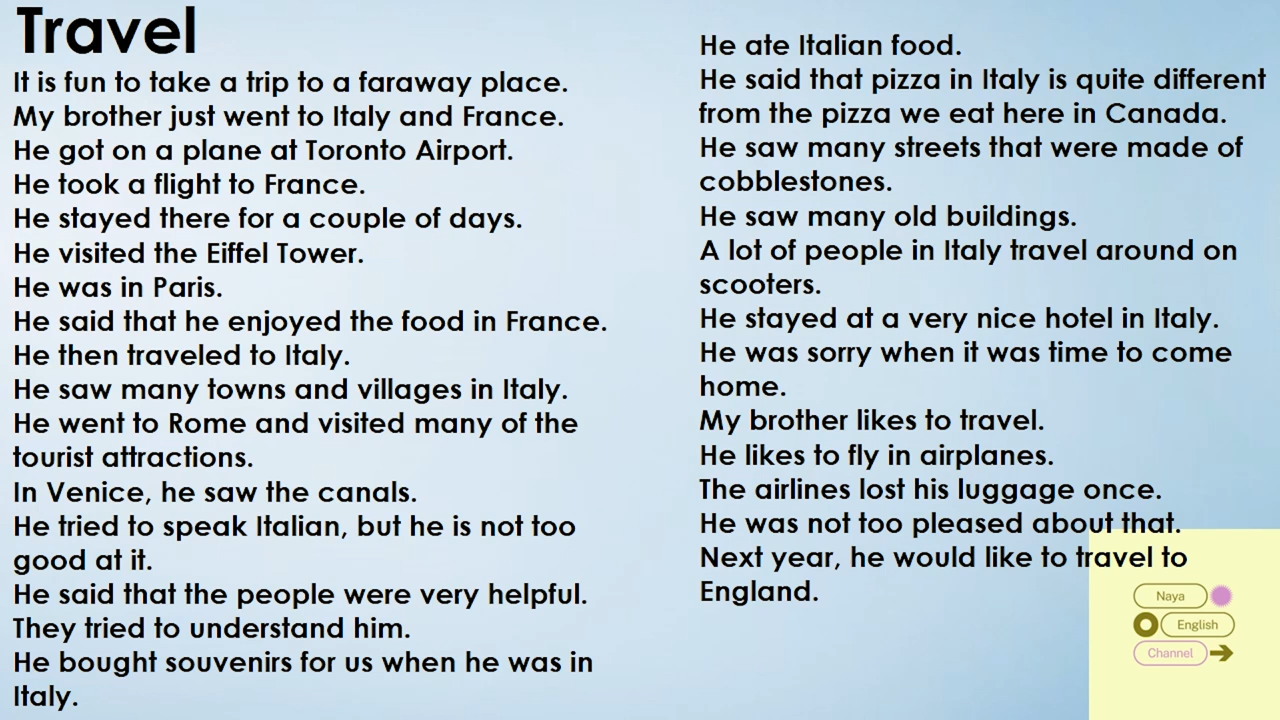 Travel
It is fun to take a trip to a faraway place.
My brother just went to Italy and France.
He got on a plane at Toronto Airport.
He took a flight to France.
He stayed there for a couple of days.
He visited the Eiffel Tower.
He was in Paris.
He said that he enjoyed the food in France.
He then traveled to Italy.
He saw many towns and villages in Italy.
He went to Rome and visited many of the
tourist attractions.
In Venice, he saw the canals.
He tried to speak Italian, but he is not too
good at it.
He said that the people were very helpful.
They tried to understand him.
He bought souvenirs for us when he was in
Italy.
He ate Italian food.
He said that pizza in Italy is quite different
from the pizza we eat here in Canada.
He saw many streets that were made of
cobblestones.
He saw many old buildings.
A lot of people in Italy travel around on
scooters.
He stayed at a very nice hotel in Italy.
He was sorry when it was time to come
home.
My brother likes to travel.
He likes to fly in airplanes.
The airlines lost his luggage once.
He was not too pleased about that.
Next year, he would like to travel to
England.
Naya
English
Channel